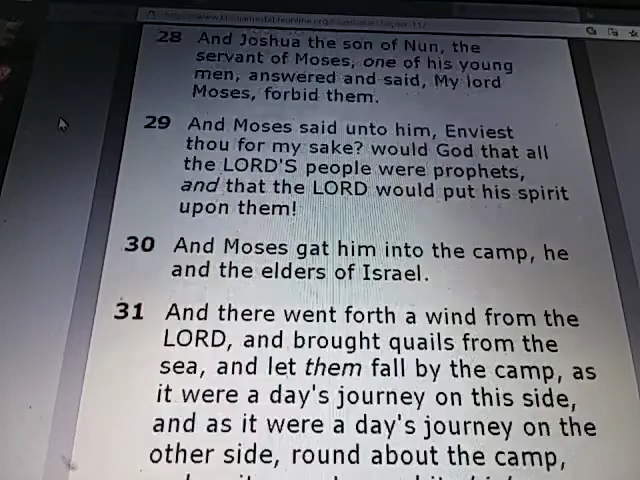 28 And Joshua the son of Nun, the
servant of Moses, one of his young
men, answered and said, My lord
Moses, forbid them.
29 And Moses said unto him, Enviest
thou for my sake? would God that all
the LORD'S people were prophets,
and that the LORD would put his spirit
upon them!
30 And Moses gat him into the camp, he
and the elders of Israel.
31 And there went forth a wind from the
LORD, and brought quails from the
sea, and let them fall by the camp, as
it were a day's journey on this side,
and as it were a day's journey on the
other side, round about the camp,